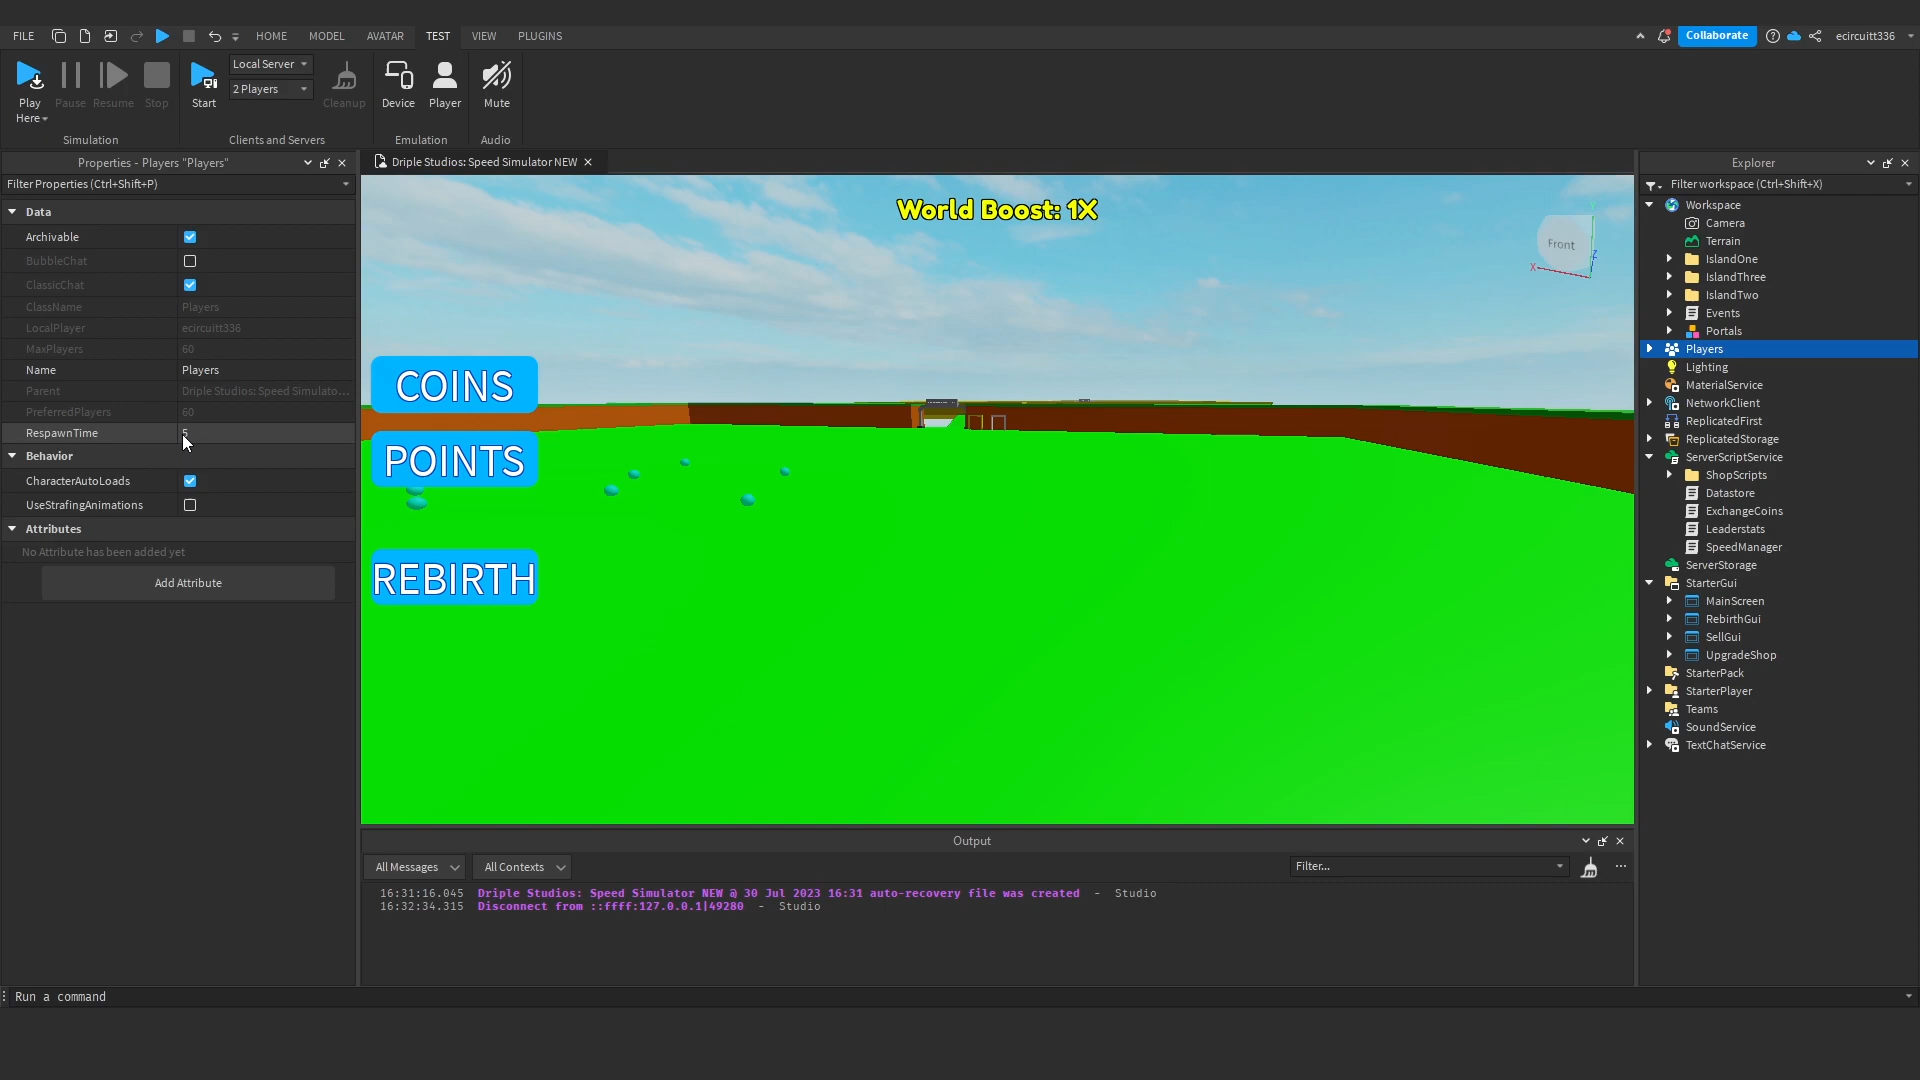 FILE HOME MODEL AVATAR TEST VIEW PLUGINS Collaborate ecircuitt336
Play Here Pause Resume Stop Start Local Server 2 Players Cleanup Device Player Mute
Simulation Clients and Servers Emulation Audio
Properties - Players "Players"
Filter Properties (Ctrl+Shift+P)
Data
Archivable
BubbleChat
ClassicChat
ClassName Players
LocalPlayer ecircuitt336
MaxPlayers 60
Name Players
Parent Driple Studios: Speed Simulato...
PreferredPlayers 60
RespawnTime 5
Behavior
CharacterAutoLoads
UseStrafingAnimations
Attributes
No Attribute has been added yet
Add Attribute
Driple Studios: Speed Simulator NEW
World Boost: 1X
Front
X
Z
COINS
POINTS
REBIRTH
Output
All Messages All Contexts Filter...
16:31:16.045 Driple Studios: Speed Simulator NEW @ 30 Jul 2023 16:31 auto-recovery file was created - Studio
16:32:34.315 Disconnect from ::ffff:127.0.0.1|49280 - Studio
Explorer
Filter workspace (Ctrl+Shift+X)
Workspace
Camera
Terrain
IslandOne
IslandThree
IslandTwo
Events
Portals
Players
Lighting
MaterialService
NetworkClient
ReplicatedFirst
ReplicatedStorage
ServerScriptService
ShopScripts
Datastore
ExchangeCoins
Leaderstats
SpeedManager
ServerStorage
StarterGui
MainScreen
RebirthGui
SellGui
UpgradeShop
StarterPack
StarterPlayer
Teams
SoundService
TextChatService
Run a command